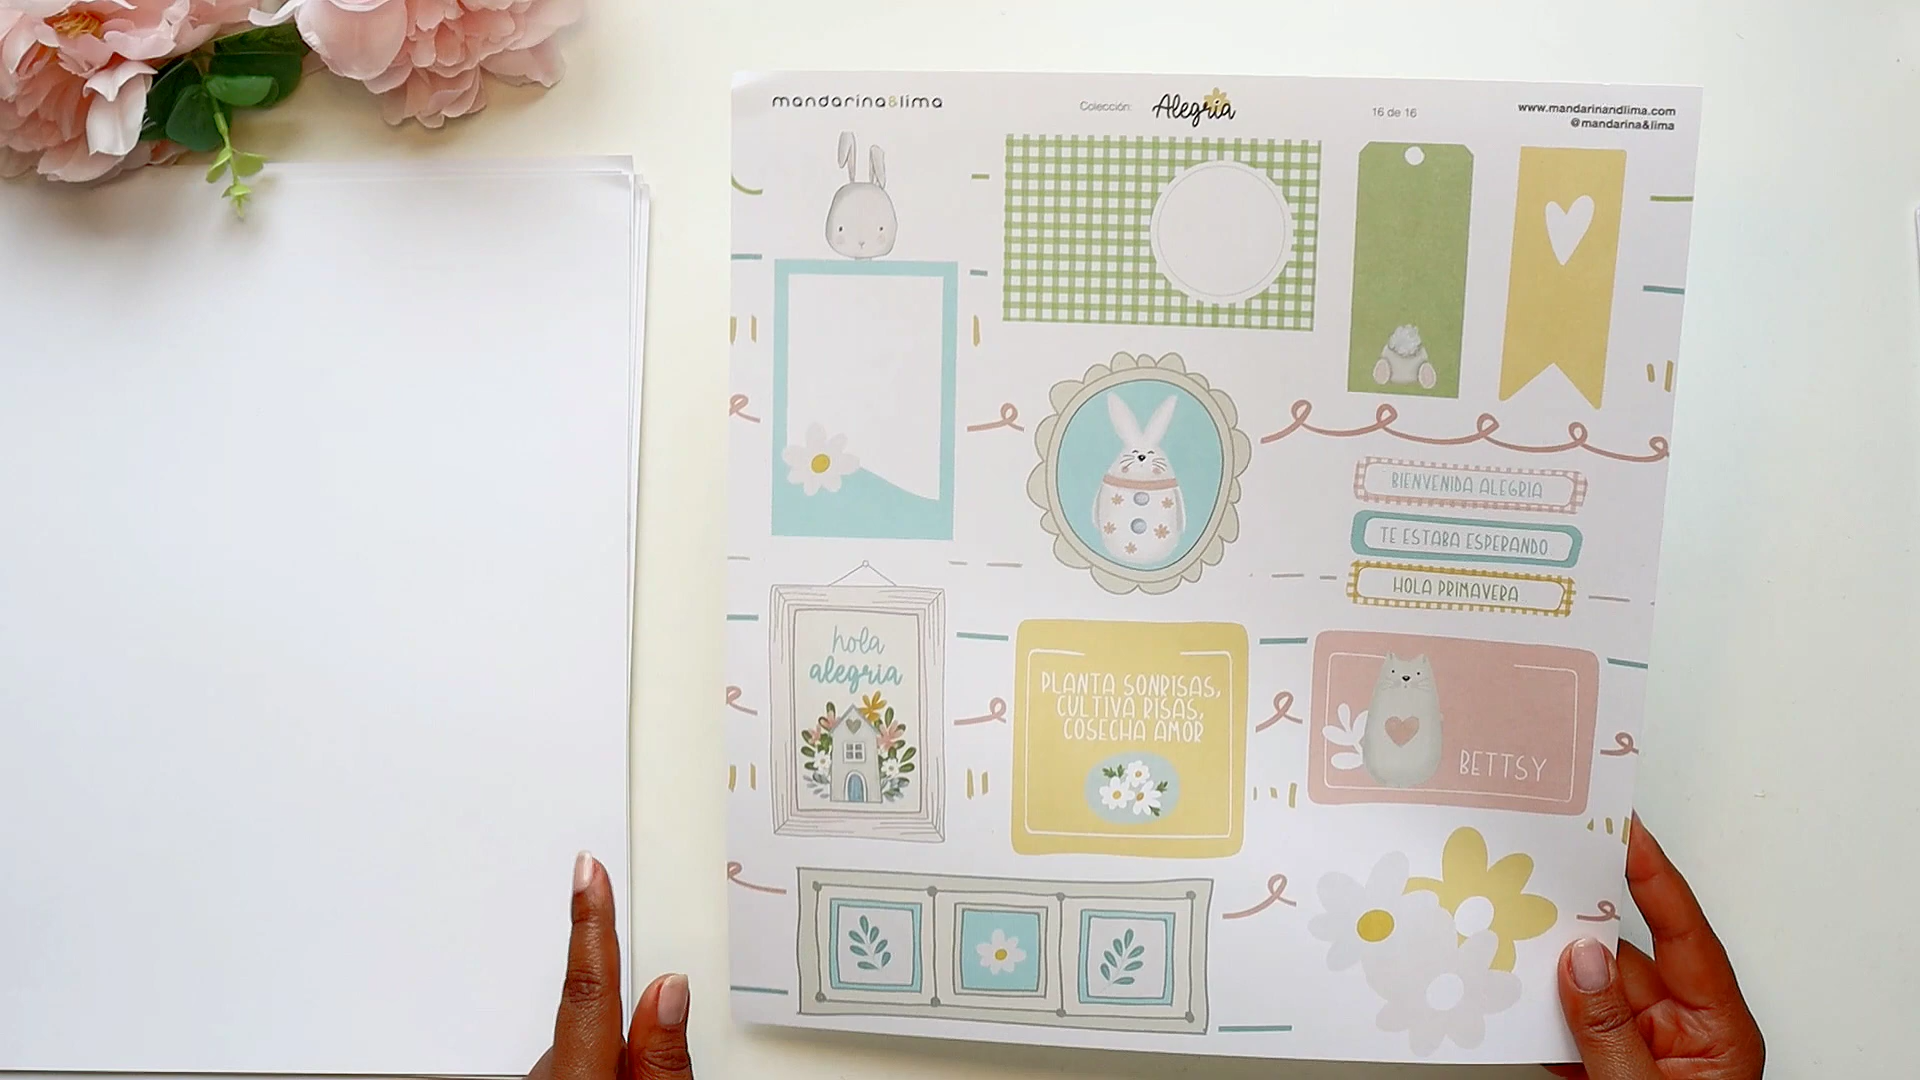 mandarina&lima
Colección: Alegria
16 de 16
www.mandarinandlima.com
@mandarina&lima
BIENVENIDA ALEGRIA
TE ESTABA ESPERANDO
HOLA PRIMAVERA
hola
alegria
PLANTA SONRISAS,
CULTIVA RISAS,
COSECHA AMOR
BETTSY